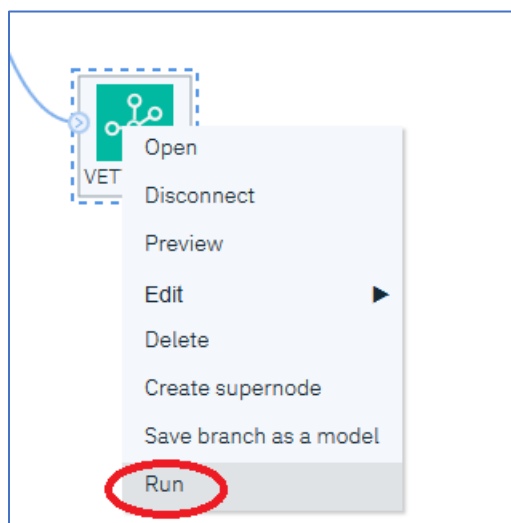 VET
Open
Disconnect
Preview
Edit
Delete
Create supernode
Save branch as a model
Run